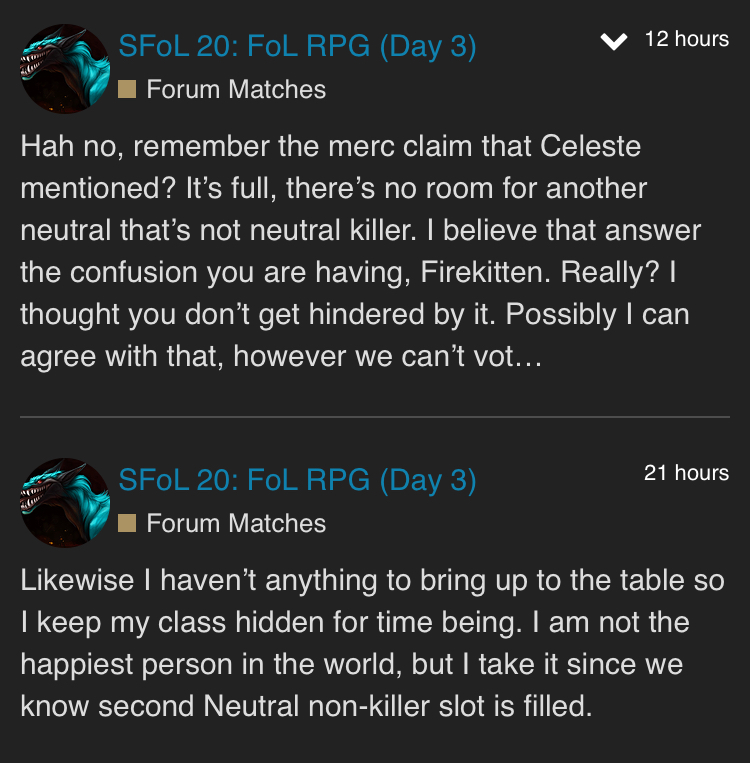 SFoL 20: FoL RPG (Day 3)
12 hours
Forum Matches
Hah no, remember the merc claim that Celeste
mentioned? It’s full, there’s no room for another
neutral that’s not neutral killer. I believe that answer
the confusion you are having, Firekitten. Really? I
thought you don’t get hindered by it. Possibly I can
agree with that, however we can’t vot…
SFoL 20: FoL RPG (Day 3)
21 hours
Forum Matches
Likewise I haven’t anything to bring up to the table so
I keep my class hidden for time being. I am not the
happiest person in the world, but I take it since we
know second Neutral non-killer slot is filled.